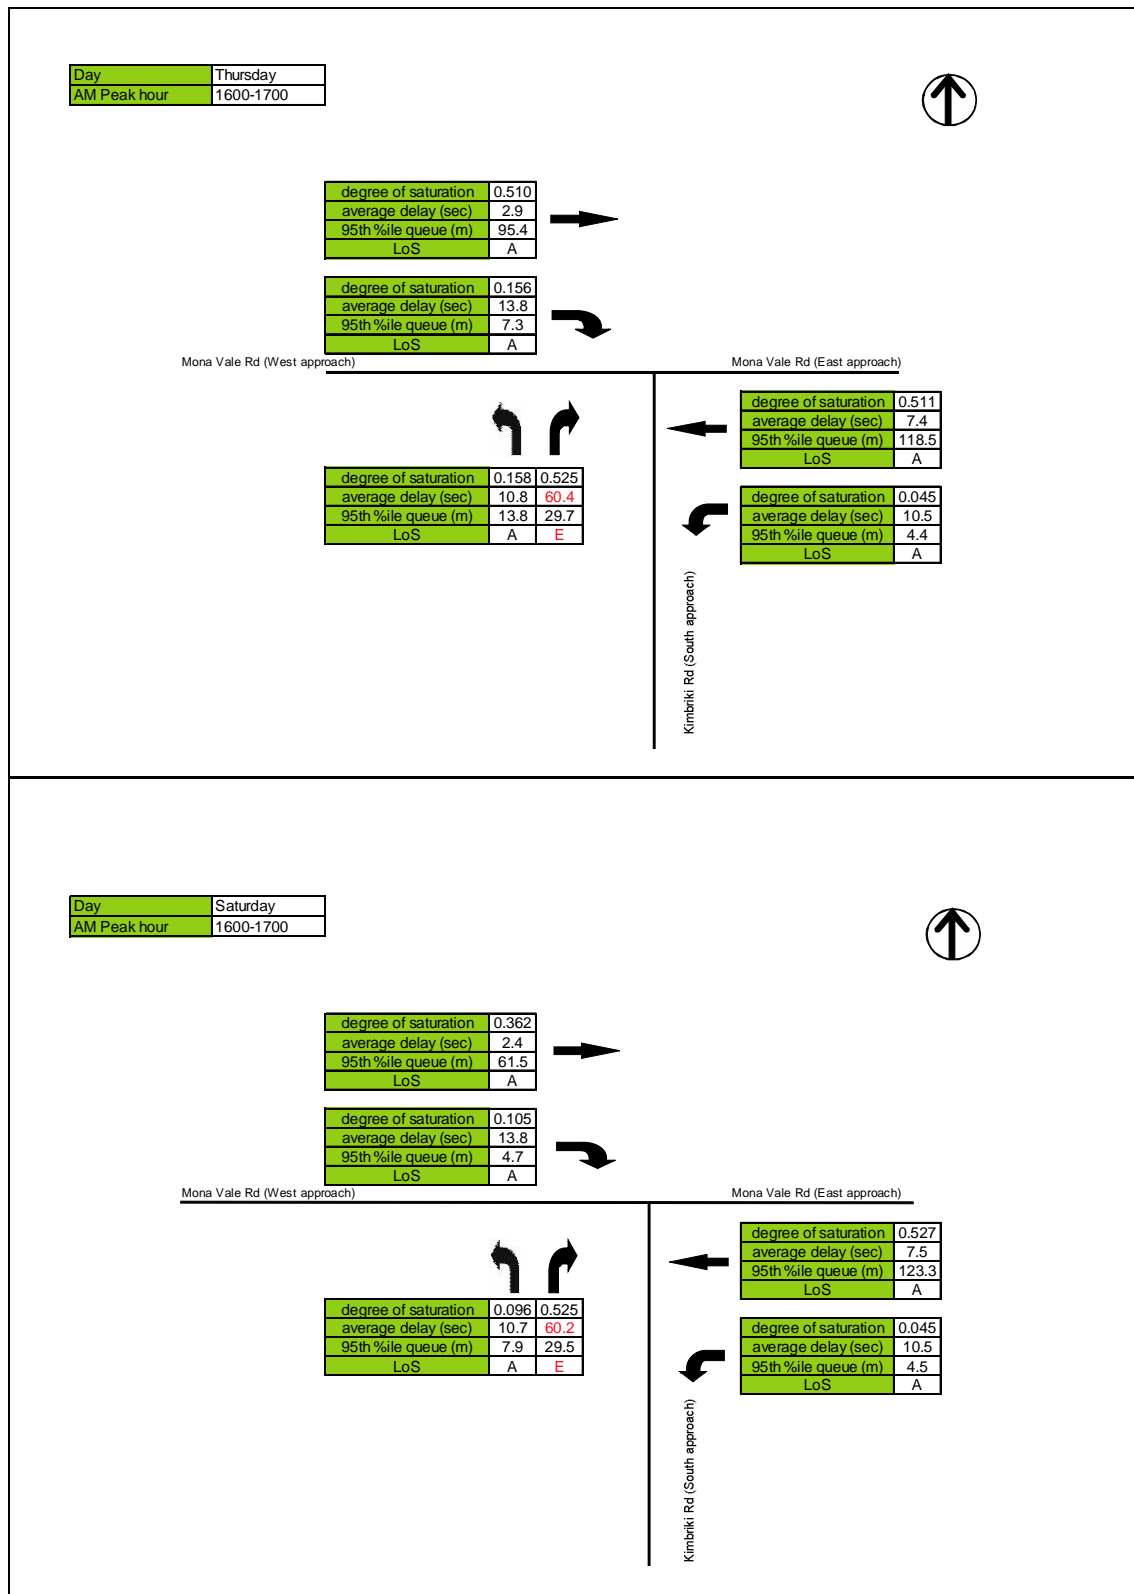 Day Thursday
AM Peak hour 1600-1700
degree of saturation 0.510
average delay (sec) 2.9
95th %ile queue (m) 95.4
LoS A
degree of saturation 0.156
average delay (sec) 13.8
95th %ile queue (m) 7.3
LoS A
Mona Vale Rd (West approach)
Mona Vale Rd (East approach)
degree of saturation 0.511
average delay (sec) 7.4
95th %ile queue (m) 118.5
LoS A
degree of saturation 0.158 0.525
average delay (sec) 10.8 60.4
95th %ile queue (m) 13.8 29.7
LoS A E
degree of saturation 0.045
average delay (sec) 10.5
95th %ile queue (m) 4.4
LoS A
Kimbriki Rd (South approach)
Day Saturday
AM Peak hour 1600-1700
degree of saturation 0.362
average delay (sec) 2.4
95th %ile queue (m) 61.5
LoS A
degree of saturation 0.105
average delay (sec) 13.8
95th %ile queue (m) 4.7
LoS A
Mona Vale Rd (West approach)
Mona Vale Rd (East approach)
degree of saturation 0.527
average delay (sec) 7.5
95th %ile queue (m) 123.3
LoS A
degree of saturation 0.096 0.525
average delay (sec) 10.7 60.2
95th %ile queue (m) 7.9 29.5
LoS A E
degree of saturation 0.045
average delay (sec) 10.5
95th %ile queue (m) 4.5
LoS A
Kimbriki Rd (South approach)